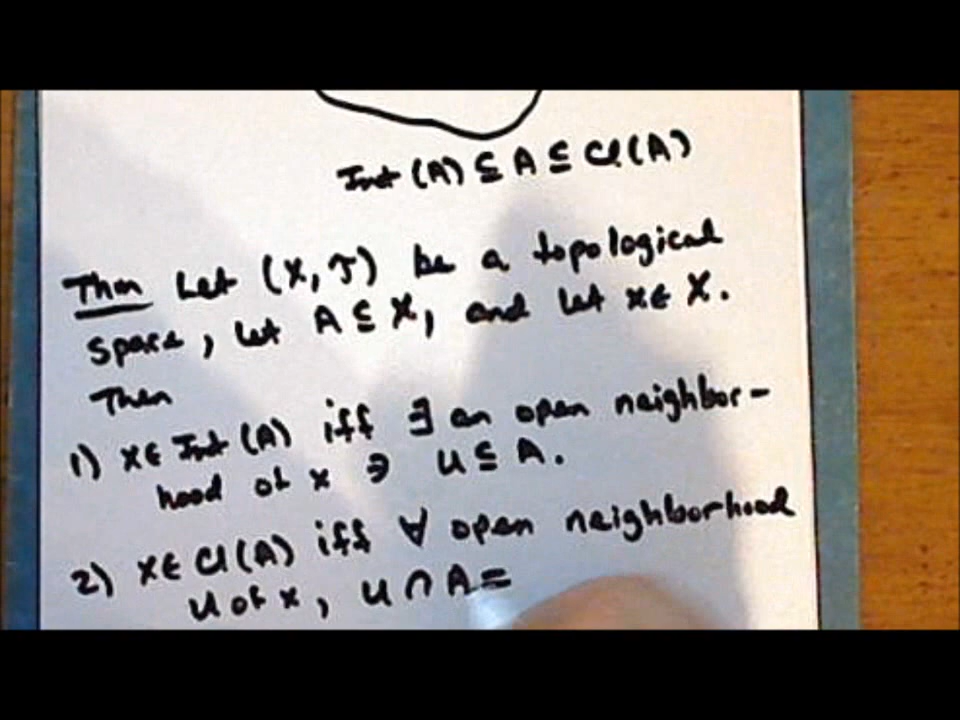 Int (A) ⊆ A ⊆ Cl (A)
Thm Let (X, 𝒯) be a topological
space, let A ⊆ X, and let x ∈ X.
Then
1) x ∈ Int (A) iff ∃ an open neighbor-
hood of x ∋ U ⊆ A.
2) x ∈ Cl (A) iff ∀ open neighborhood
U of x, U ∩ A =